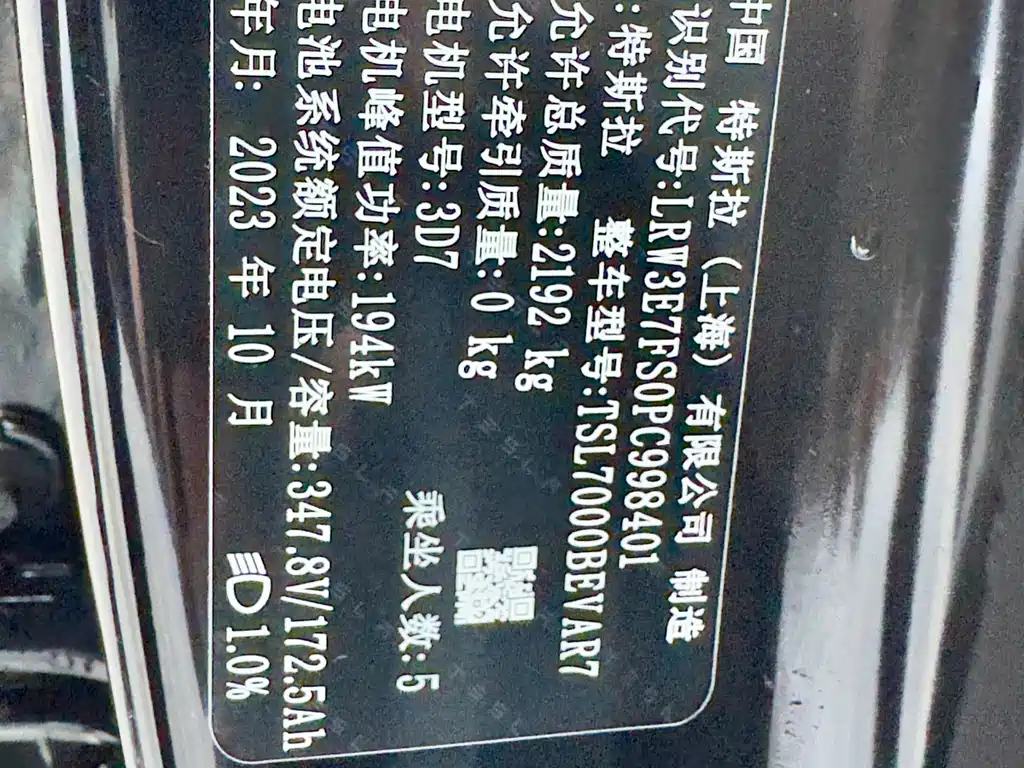 中国 特斯拉 (上海) 有限公司 制造
识别代号:LRW3E7FS0PC998401
:特斯拉 整车型号:TSL7000BEVAR7
允许总质量:2192 kg
允许牵引质量:0 kg
电机型号:3D7 乘坐人数:5
电机峰值功率:194kW
电池系统额定电压/容量:347.8V/172.5Ah
年月: 2023 年 10 月 1.0%